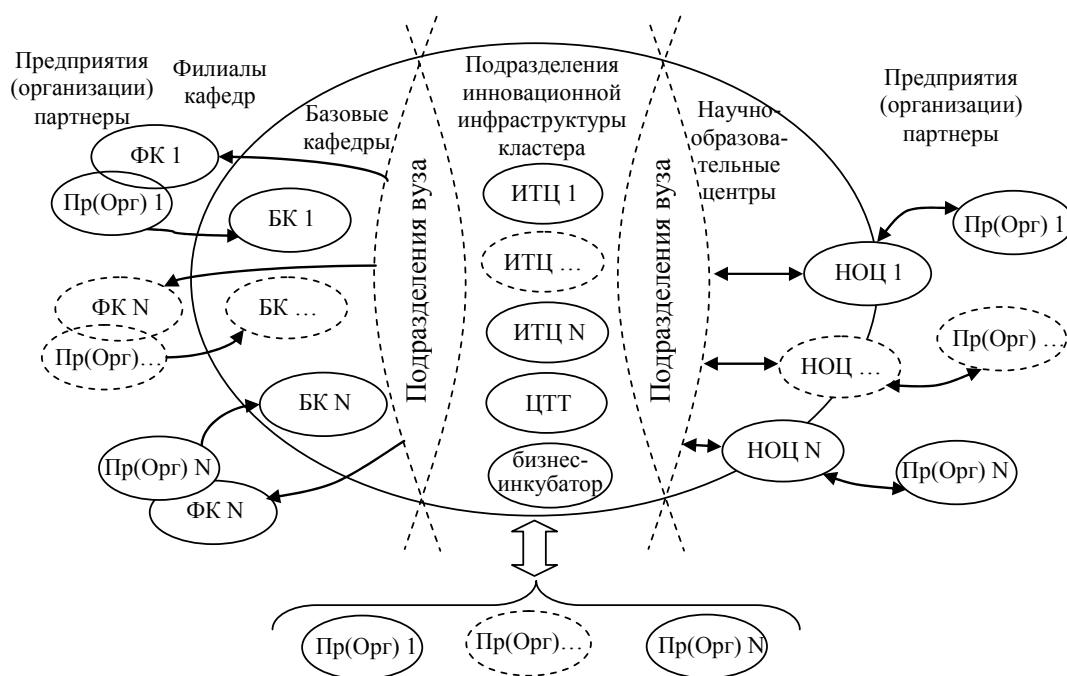 Предприятия
(организации)
партнеры
Филиалы
кафедр
Базовые
кафедры
Подразделения
инновационной
инфраструктуры
кластера
Научно-
образова-
тельные
центры
Предприятия
(организации)
партнеры
ФК 1
Пр(Орг) 1
БК 1
ФК N
Пр(Орг)…
БК …
БК N
Пр(Орг) N
ФК N
Подразделения вуза
ИТЦ 1
ИТЦ …
ИТЦ N
ЦТТ
бизнес-
инкубатор
Подразделения вуза
НОЦ 1
НОЦ …
НОЦ N
Пр(Орг) 1
Пр(Орг) …
Пр(Орг) N
Пр(Орг) 1
Пр(Орг)…
Пр(Орг) N